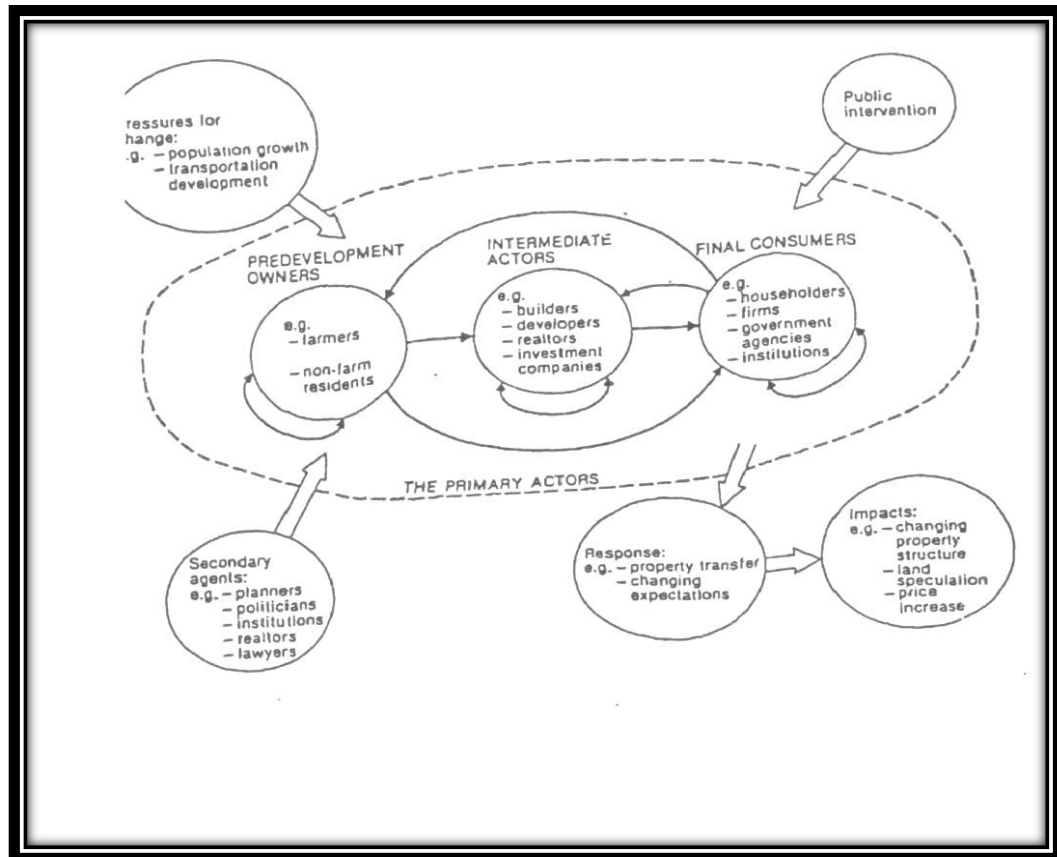 ressures for
hange:
.g. – population growth
– transportation
development
Public
intervention
PREDEVELOPMENT
OWNERS
INTERMEDIATE
ACTORS
FINAL CONSUMERS
e.g.
– farmers
– non-farm
residents
e.g.
– builders
– developers
– realtors
– investment
companies
e.g.
– householders
– firms
– government
agencies
– institutions
THE PRIMARY ACTORS
Secondary
agents:
e.g. – planners
– politicians
– institutions
– realtors
– lawyers
Response:
e.g. – property transfer
– changing
expectations
Impacts:
e.g. – changing
property
structure
– land
speculation
– price
increase